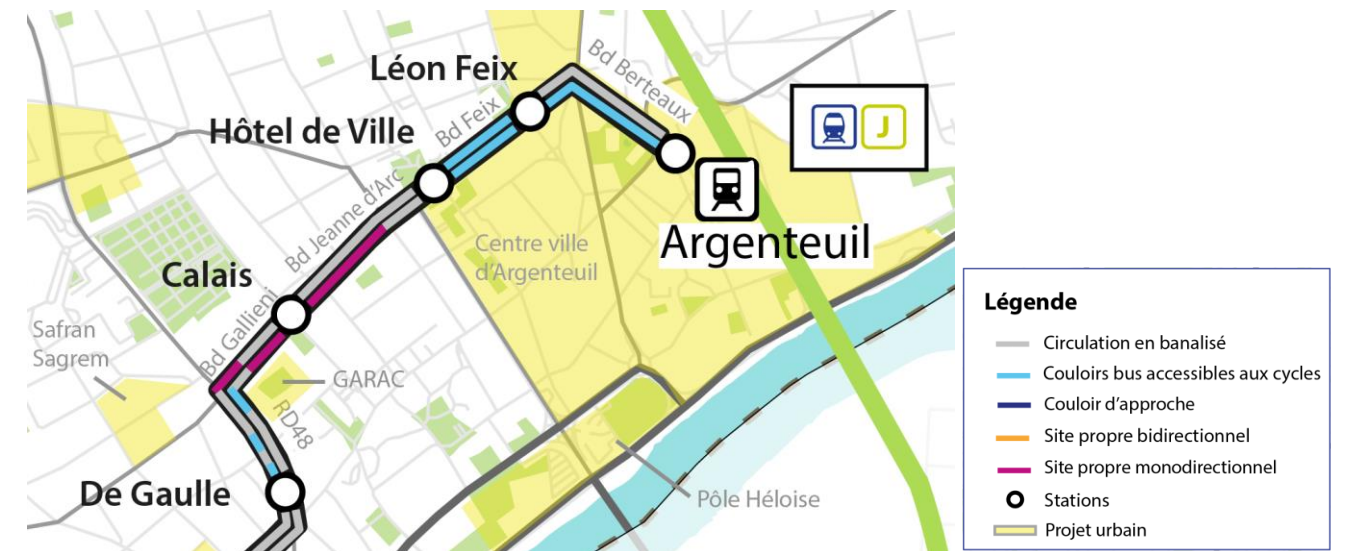 Léon Feix
Bd Berteaux
Bd Feix
Hôtel de Ville
J
Argenteuil
Bd Jeanne d'Arc
Centre ville
d'Argenteuil
Calais
Bd Gallieni
Safran
Sagrem
GARAC
RD48
De Gaulle
Pôle Héloise
Légende
Circulation en banalisé
Couloirs bus accessibles aux cycles
Couloir d'approche
Site propre bidirectionnel
Site propre monodirectionnel
Stations
Projet urbain